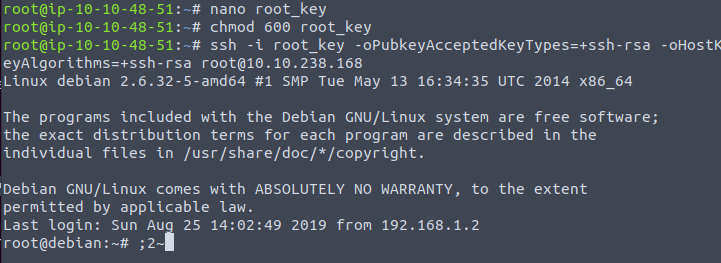 root@ip-10-10-48-51:~# nano root_key
root@ip-10-10-48-51:~# chmod 600 root_key
root@ip-10-10-48-51:~# ssh -i root_key -oPubkeyAcceptedKeyTypes=+ssh-rsa -oHostK
eyAlgorithms=+ssh-rsa root@10.10.238.168
Linux debian 2.6.32-5-amd64 #1 SMP Tue May 13 16:34:35 UTC 2014 x86_64

The programs included with the Debian GNU/Linux system are free software;
the exact distribution terms for each program are described in the
individual files in /usr/share/doc/*/copyright.

Debian GNU/Linux comes with ABSOLUTELY NO WARRANTY, to the extent
permitted by applicable law.
Last login: Sun Aug 25 14:02:49 2019 from 192.168.1.2
root@debian:~# ;2~